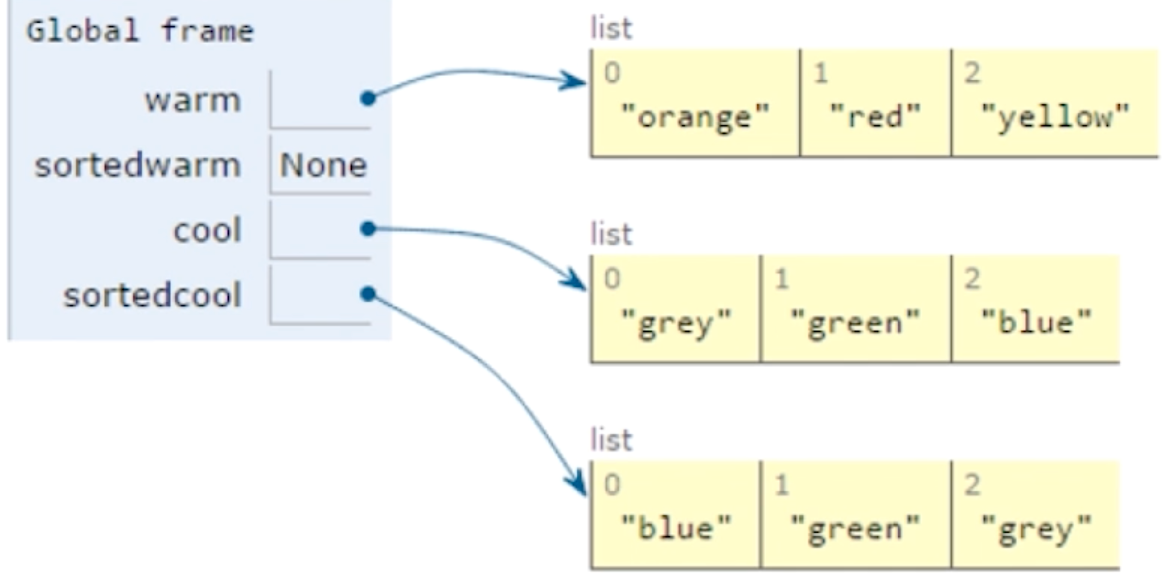 Global frame
warm
sortedwarm None
cool
sortedcool
list
0 1 2
"orange" "red" "yellow"
list
0 1 2
"grey" "green" "blue"
list
0 1 2
"blue" "green" "grey"